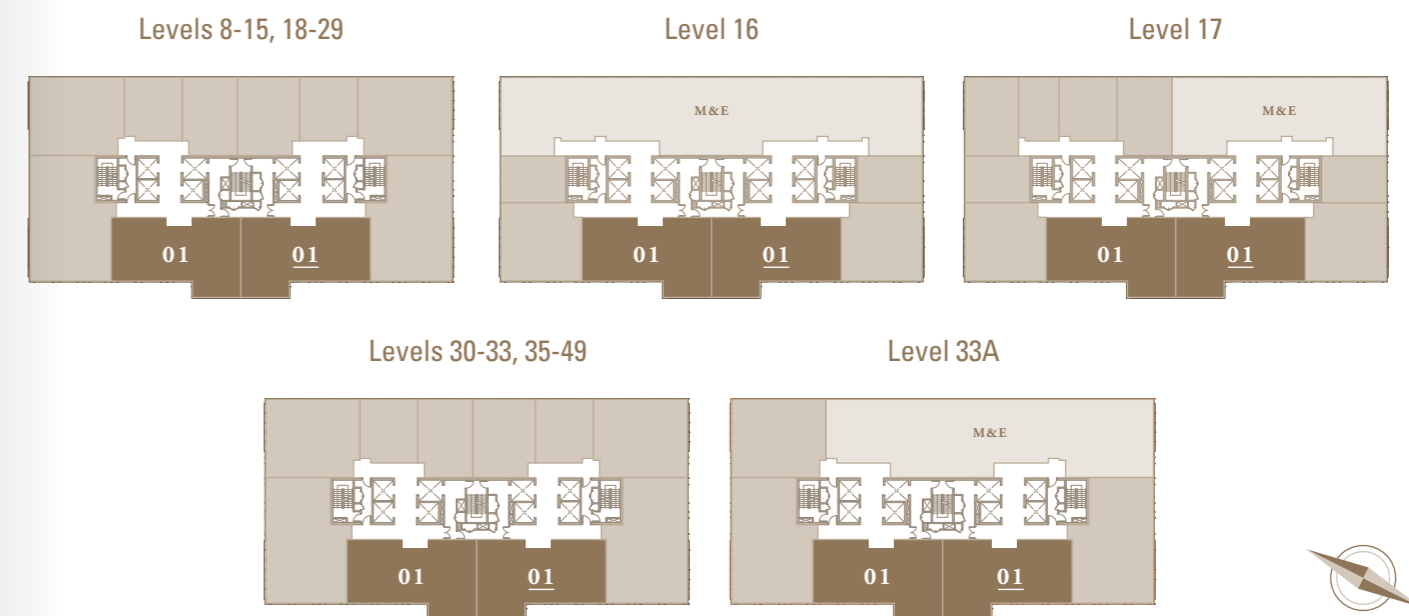 Levels 8-15, 18-29
Level 16
Level 17
M&E
M&E
01 01
01 01
01 01
Levels 30-33, 35-49
Level 33A
M&E
01 01
01 01